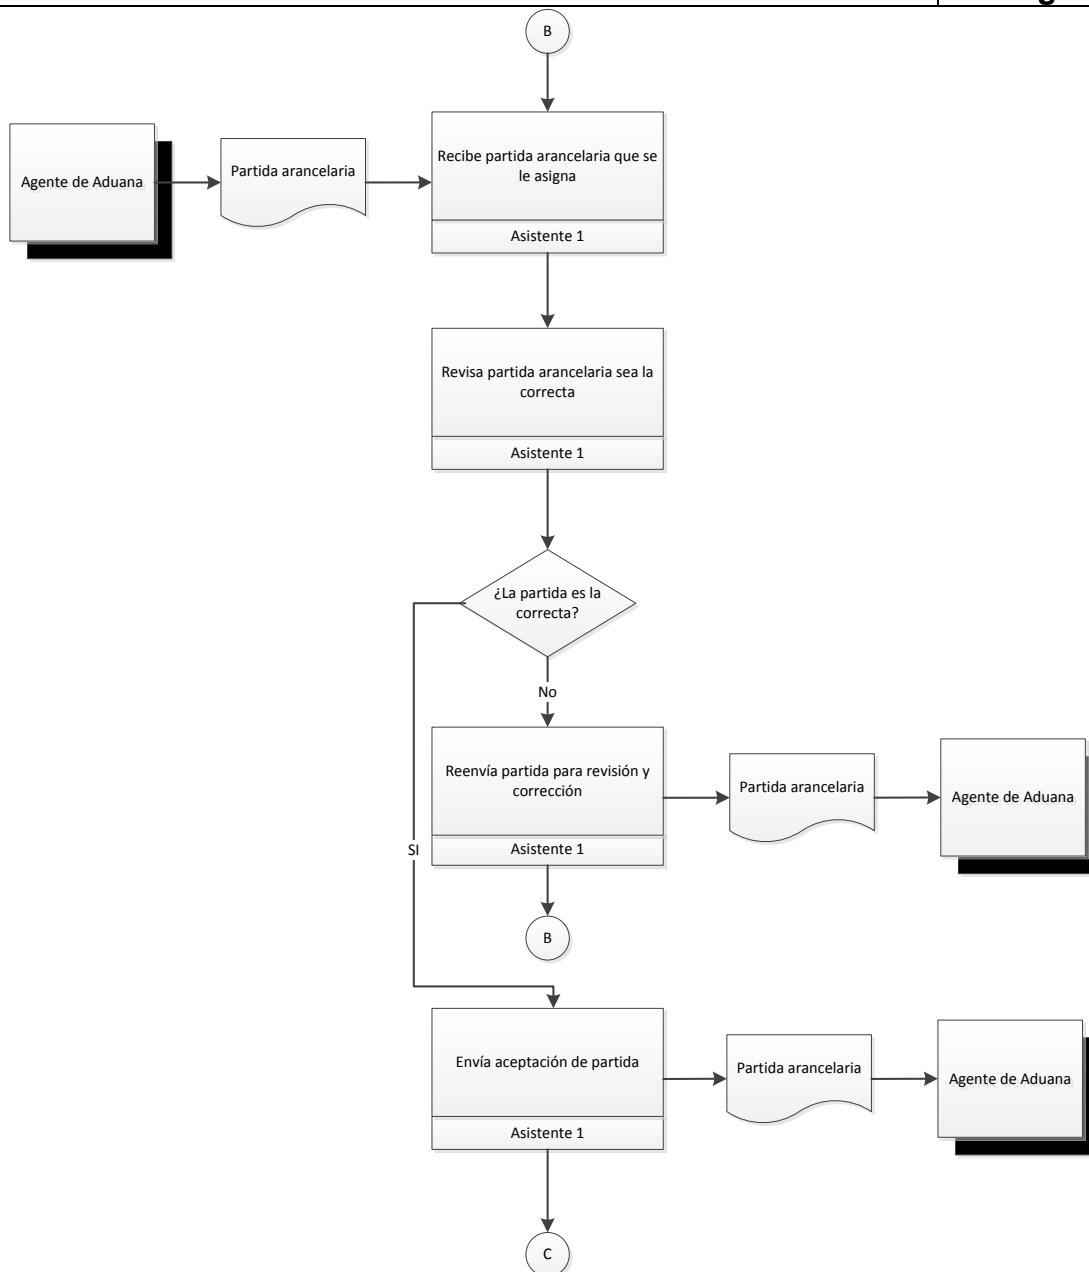 B
Agente de Aduana
Partida arancelaria
Recibe partida arancelaria que se
le asigna
Asistente 1
Revisa partida arancelaria sea la
correcta
Asistente 1
¿La partida es la
correcta?
No
SI
Reenvía partida para revisión y
corrección
Asistente 1
Partida arancelaria
Agente de Aduana
B
Envía aceptación de partida
Asistente 1
Partida arancelaria
Agente de Aduana
C